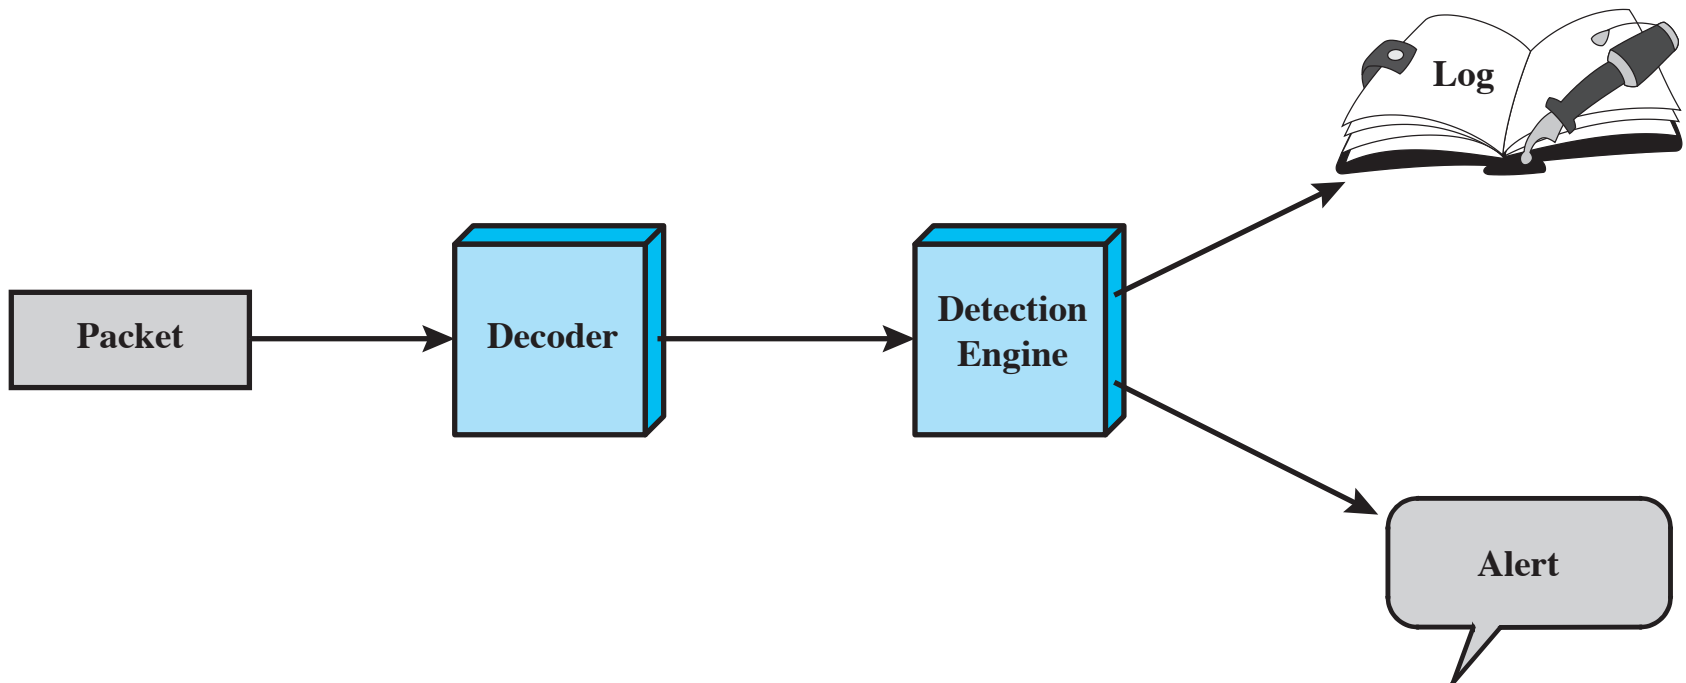 Log
Packet
Decoder
Detection
Engine
Alert